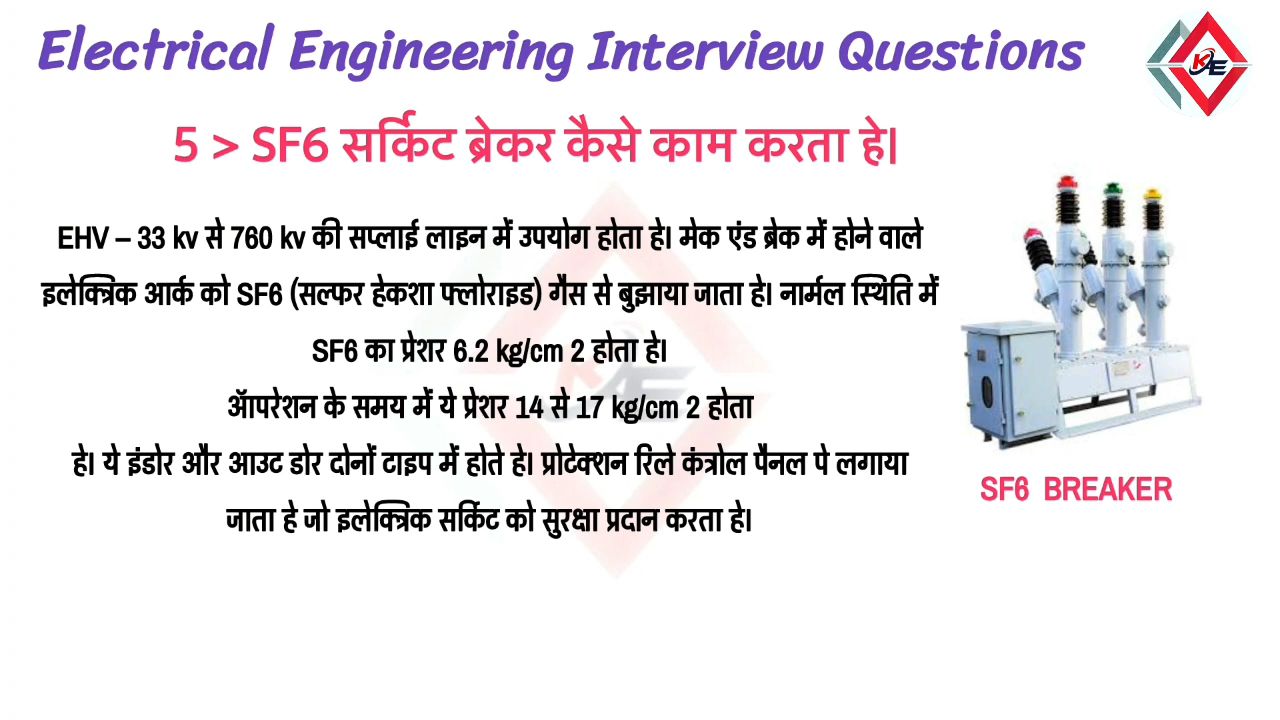 Electrical Engineering Interview Questions
KAE
5 > SF6 सर्किट ब्रेकर कैसे काम करता हे।
EHV – 33 kv से 760 kv की सप्लाई लाइन में उपयोग होता हे। मेक एंड ब्रेक में होने वाले
इलेक्त्रिक आर्क को SF6 (सल्फर हेकशा फ्लोराइड) गैस से बुझाया जाता हे। नार्मल स्थिति में
SF6 का प्रेशर 6.2 kg/cm 2 होता हे।
ऑपरेशन के समय में ये प्रेशर 14 से 17 kg/cm 2 होता
हे। ये इंडोर और आउट डोर दोनों टाइप में होते हे। प्रोटेक्शन रिले कंत्रोल पैनल पे लगाया
जाता हे जो इलेक्त्रिक सर्किट को सुरक्षा प्रदान करता हे।
SF6 BREAKER